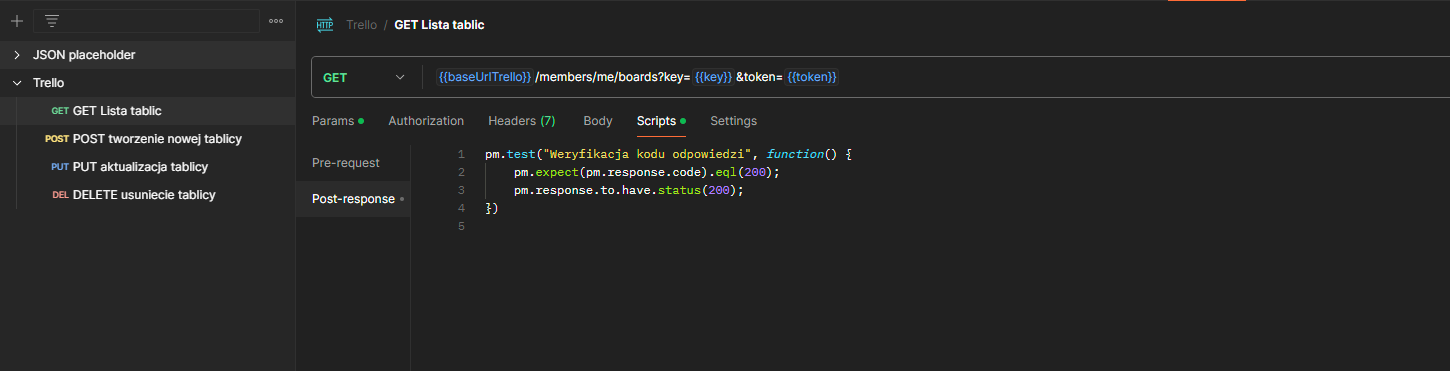 JSON placeholder
Trello
GET GET Lista tablic
POST POST tworzenie nowej tablicy
PUT PUT aktualizacja tablicy
DEL DELETE usuniecie tablicy
HTTP Trello / GET Lista tablic
GET {{baseUrlTrello}} /members/me/boards?key= {{key}} &token= {{token}}
Params Authorization Headers (7) Body Scripts Settings
Pre-request
Post-response
1 pm.test("Weryfikacja kodu odpowiedzi", function() {
2 pm.expect(pm.response.code).eql(200);
3 pm.response.to.have.status(200);
4 })
5